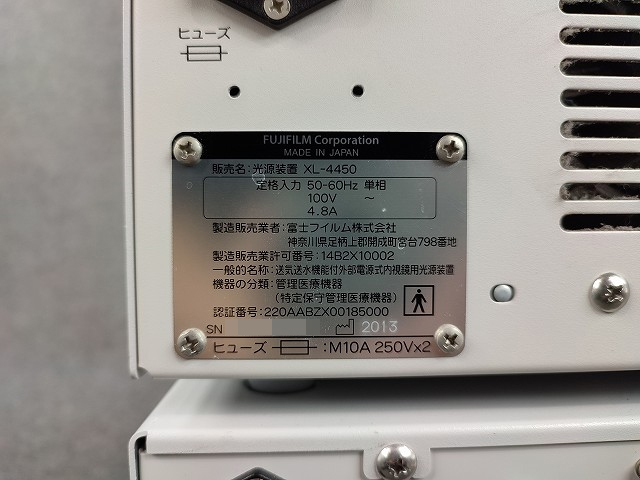 ヒューズ
FUJIFILM Corporation
MADE IN JAPAN
販売名:光源装置 XL-4450
定格入力 50-60Hz 単相
100V ～
4.8A
製造販売業者:富士フイルム株式会社
神奈川県足柄上郡開成町宮台798番地
製造販売業許可番号:14B2X10002
一般的名称:送気送水機能付外部電源式内視鏡用光源装置
機器の分類:管理医療機器
(特定保守管理医療機器)
認証番号:220AABZX00185000
SN 2013
ヒューズ :M10A 250Vx2